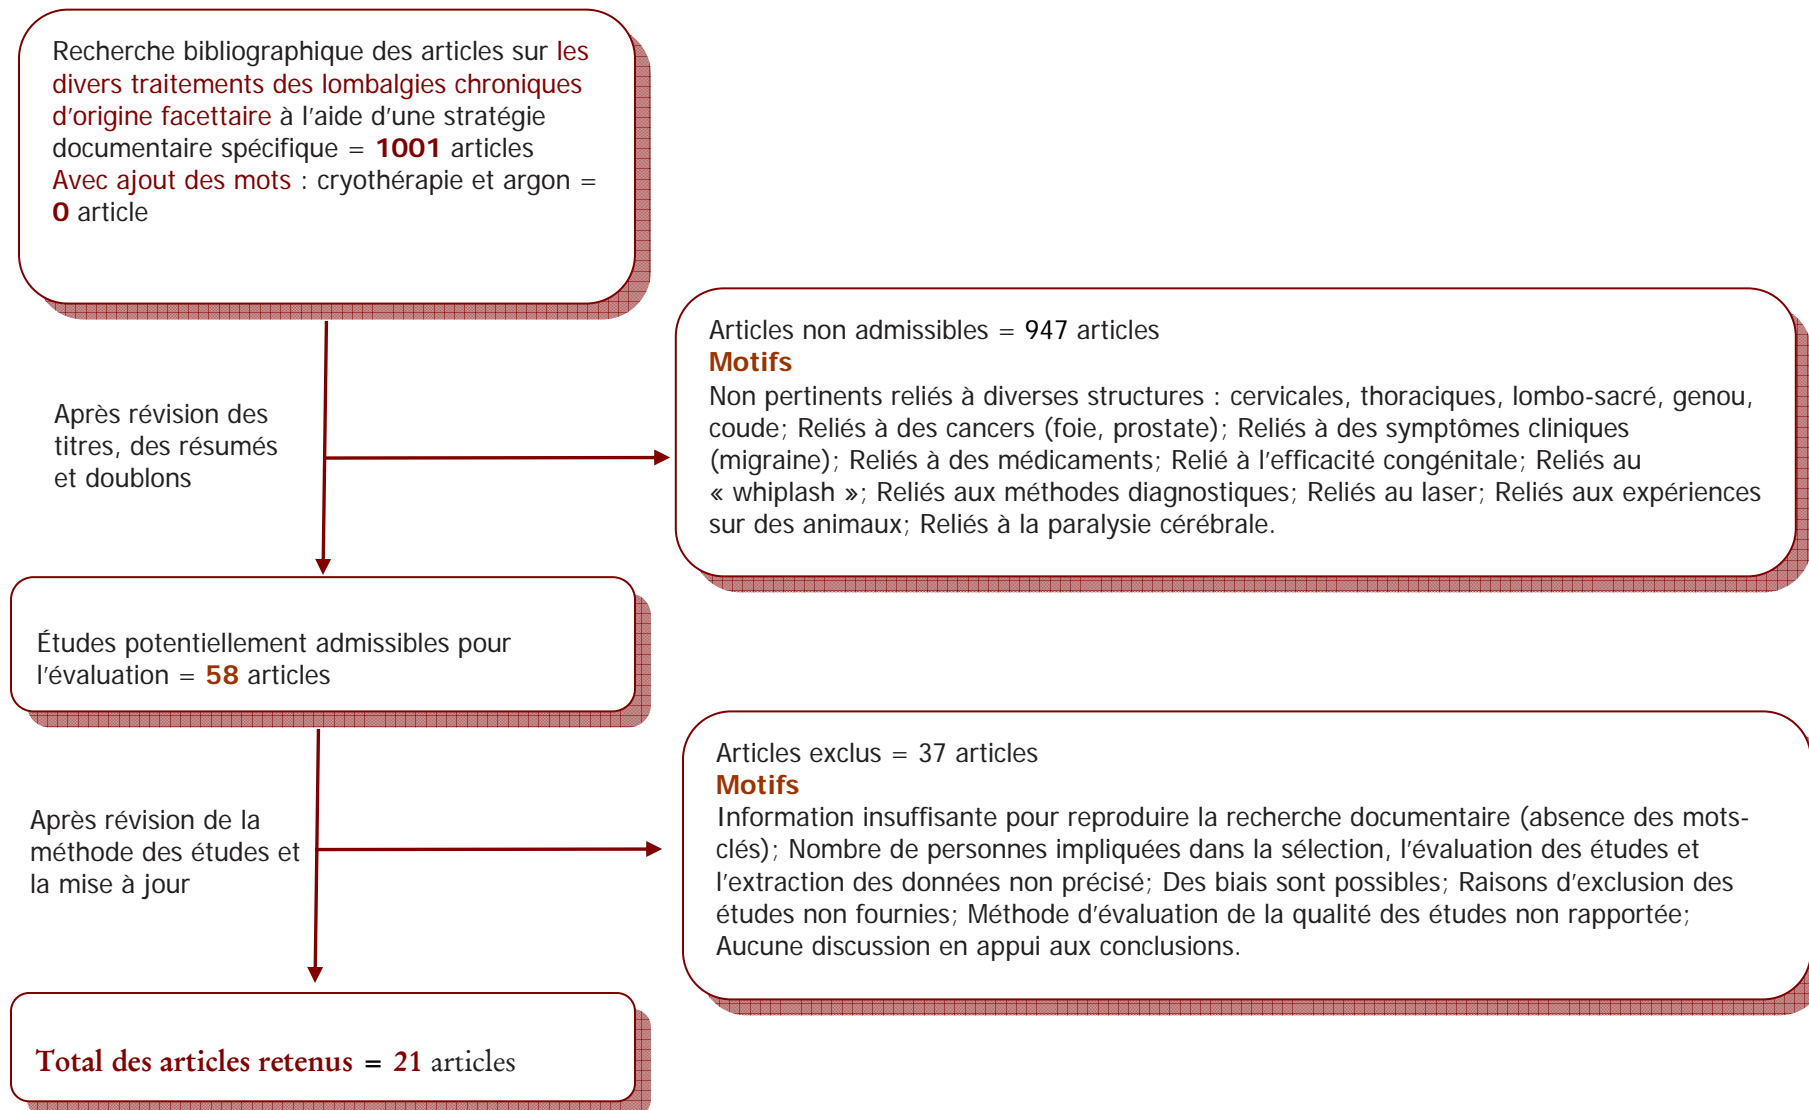 Recherche bibliographique des articles sur les
divers traitements des lombalgies chroniques
d'origine facettaire à l'aide d'une stratégie
documentaire spécifique = 1001 articles
Avec ajout des mots : cryothérapie et argon =
0 article
Articles non admissibles = 947 articles
Motifs
Non pertinents reliés à diverses structures : cervicales, thoraciques, lombo-sacré, genou,
coude; Reliés à des cancers (foie, prostate); Reliés à des symptômes cliniques
(migraine); Reliés à des médicaments; Relié à l'efficacité congénitale; Reliés au
« whiplash »; Reliés aux méthodes diagnostiques; Reliés au laser; Reliés aux expériences
sur des animaux; Reliés à la paralysie cérébrale.
Après révision des
titres, des résumés
et doublons
Études potentiellement admissibles pour
l'évaluation = 58 articles
Articles exclus = 37 articles
Motifs
Information insuffisante pour reproduire la recherche documentaire (absence des mots-
clés); Nombre de personnes impliquées dans la sélection, l'évaluation des études et
l'extraction des données non précisé; Des biais sont possibles; Raisons d'exclusion des
études non fournies; Méthode d'évaluation de la qualité des études non rapportée;
Aucune discussion en appui aux conclusions.
Après révision de la
méthode des études et
la mise à jour
Total des articles retenus = 21 articles